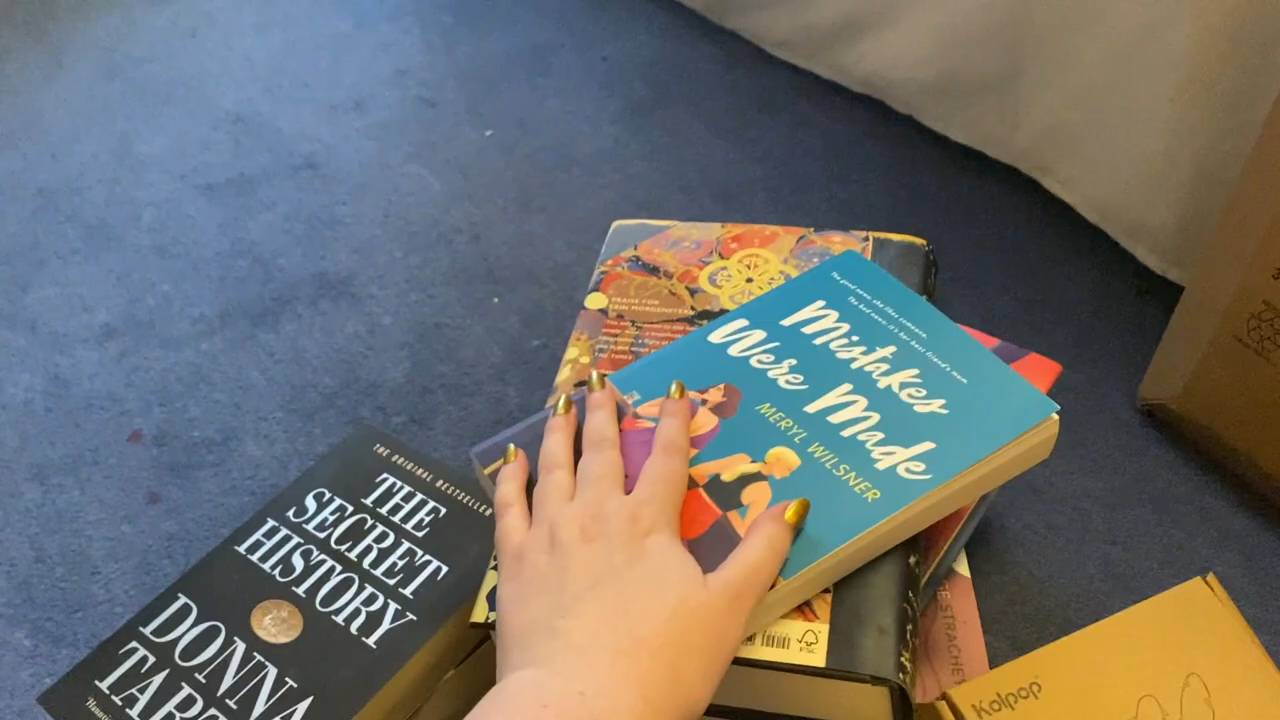 THE ORIGINAL BESTSELLER
THE
SECRET
HISTORY
DONNA
PRAISE FOR
ERIN MORGENSTERN
THE TIMES
The good news: she likes someone.
The bad news: it's her best friend's mom.
Mistakes
Were Made
MERYL WILSNER
FSC
Kolpop